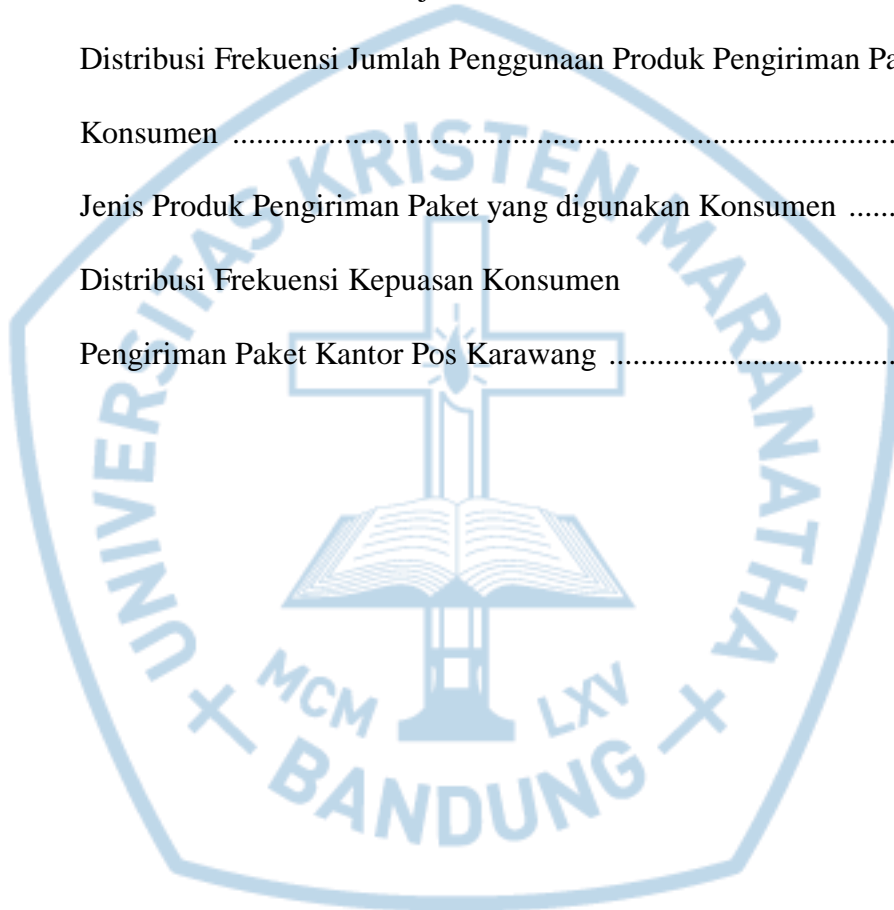 Distribusi Frekuensi Jumlah Penggunaan Produk Pengiriman
Konsumen ........................................................................................
Jenis Produk Pengiriman Paket yang digunakan Konsumen ......
Distribusi Frekuensi Kepuasan Konsumen
Pengiriman Paket Kantor Pos Karawang ....................................
UNIVERSITAS KRISTEN MARANATHA
MCM LXV
BANDUNG